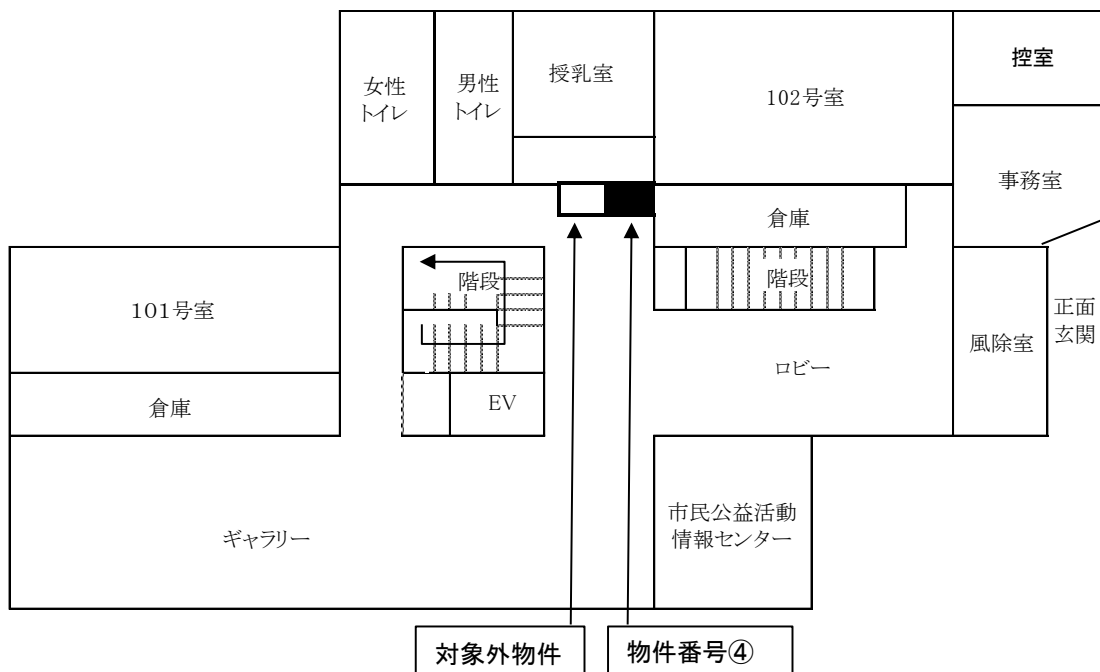 控室
授乳室
女性
トイレ
男性
トイレ
102号室
事務室
倉庫
階段
階段
101号室
正面
玄関
風除室
ロビー
倉庫
EV
市民公益活動
情報センター
ギャラリー
対象外物件
物件番号④